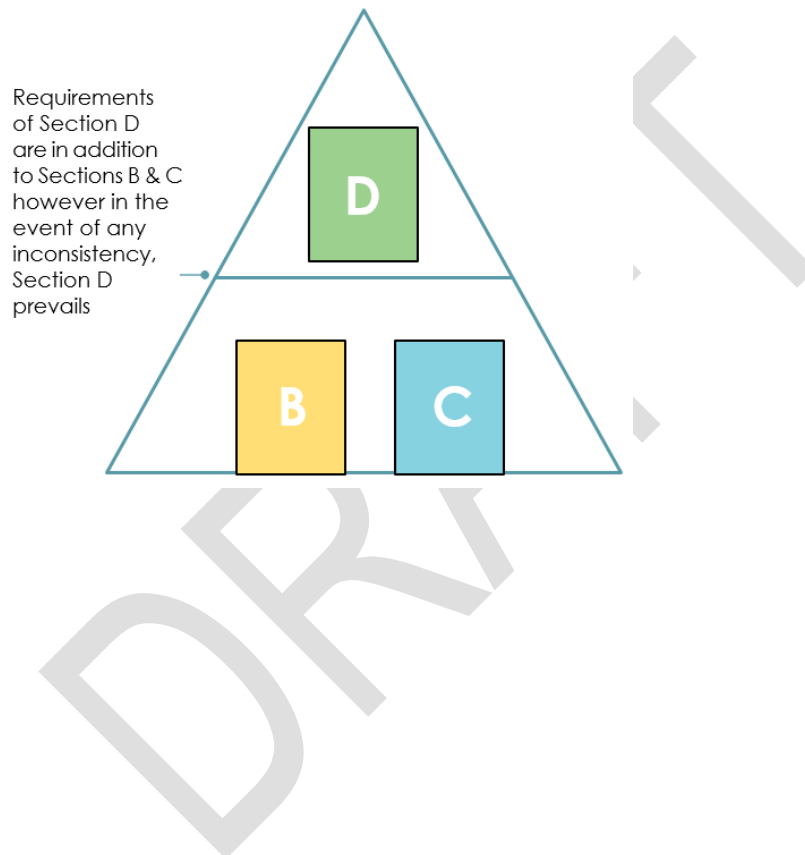 Requirements
of Section D
are in addition
to Sections B & C
however in the
event of any
inconsistency,
Section D
prevails
D
B
C
DRAFT